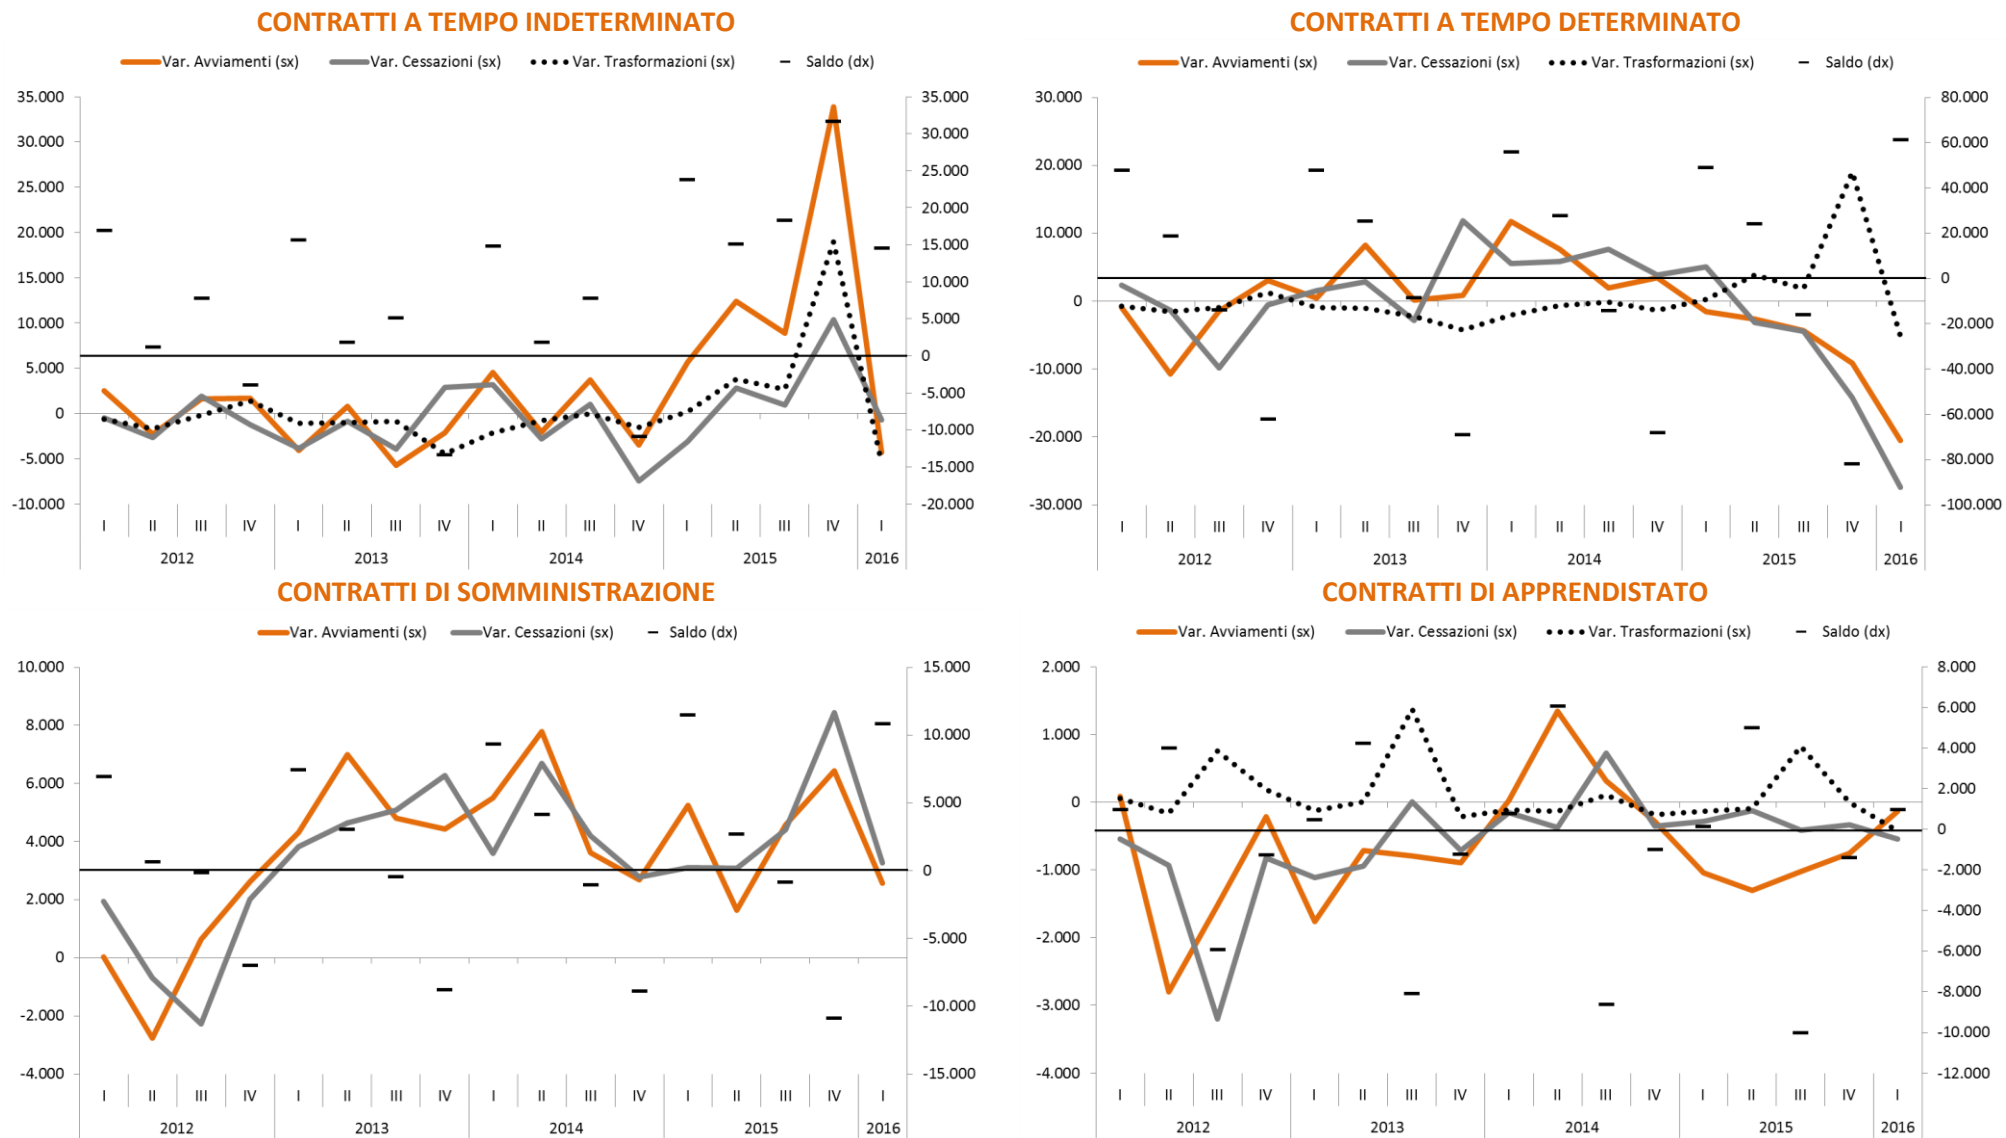 CONTRATTI A TEMPO INDETERMINATO
Var. Avviamenti (sx) Var. Cessazioni (sx) Var. Trasformazioni (sx) Saldo (dx)
35.000 35.000
30.000 30.000
25.000 25.000
20.000 20.000
15.000 15.000
10.000 10.000
5.000 5.000
0 0
-5.000 -5.000
-10.000 -10.000
-15.000
-20.000
I II III IV I II III IV I II III IV I II III IV I
2012 2013 2014 2015 2016
CONTRATTI A TEMPO DETERMINATO
Var. Avviamenti (sx) Var. Cessazioni (sx) Var. Trasformazioni (sx) Saldo (dx)
30.000 80.000
20.000 60.000
10.000 40.000
0 20.000
-10.000 0
-20.000 -20.000
-30.000 -40.000
-60.000
-80.000
-100.000
I II III IV I II III IV I II III IV I II III IV I
2012 2013 2014 2015 2016
CONTRATTI DI SOMMINISTRAZIONE
Var. Avviamenti (sx) Var. Cessazioni (sx) Saldo (dx)
10.000 15.000
8.000 10.000
6.000 5.000
4.000 0
2.000 -5.000
0 -10.000
-2.000 -15.000
-4.000
I II III IV I II III IV I II III IV I II III IV I
2012 2013 2014 2015 2016
CONTRATTI DI APPRENDISTATO
Var. Avviamenti (sx) Var. Cessazioni (sx) Var. Trasformazioni (sx) Saldo (dx)
2.000 8.000
1.000 6.000
0 4.000
-1.000 2.000
-2.000 0
-3.000 -2.000
-4.000 -4.000
-6.000
-8.000
-10.000
-12.000
I II III IV I II III IV I II III IV I II III IV I
2012 2013 2014 2015 2016